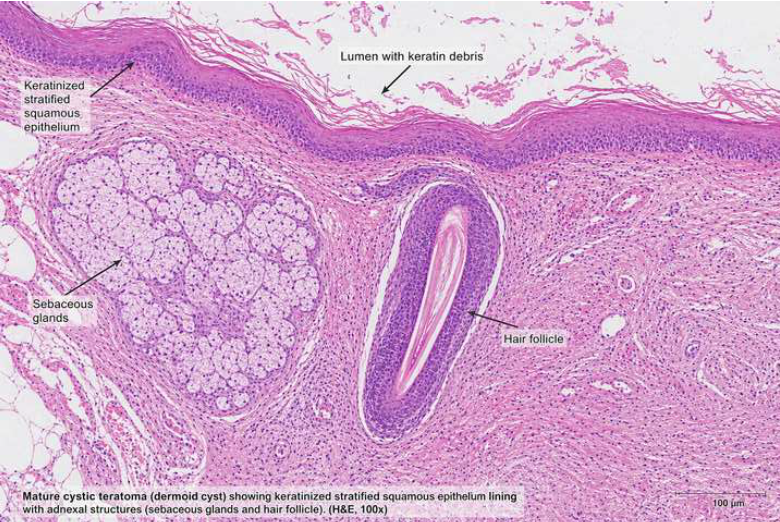 Lumen with keratin debris
Keratinized
stratified
squamous
epithelium
Sebaceous
glands
Hair follicle
100 μm
Mature cystic teratoma (dermoid cyst) showing keratinized stratified squamous epithelum lining
with adnexal structures (sebaceous glands and hair follicle). (H&E, 100x)